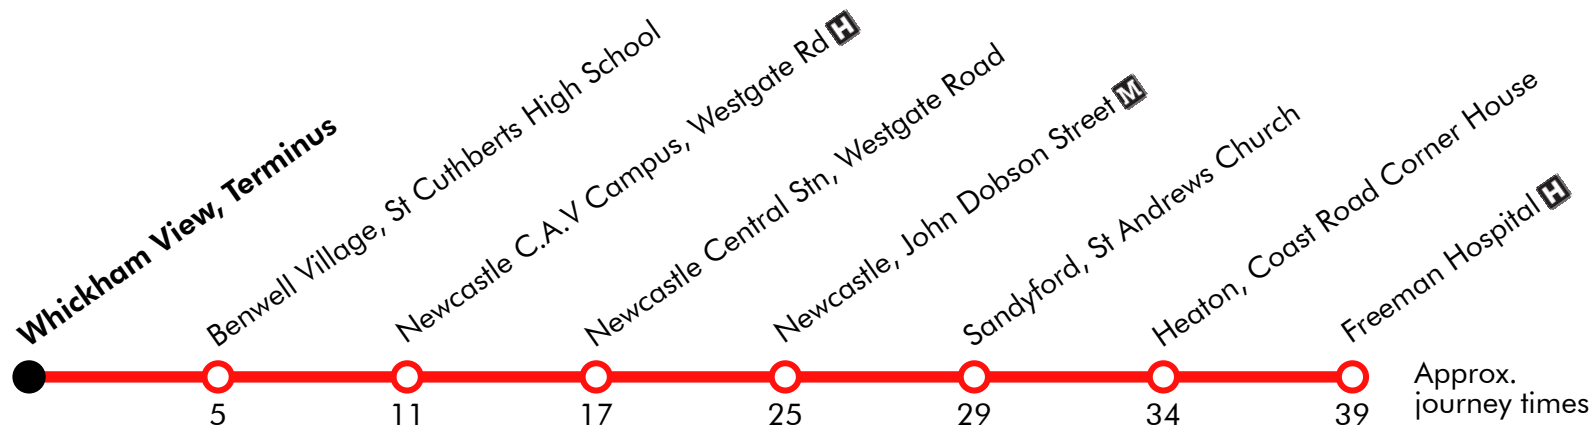 Whickham View, Terminus
Benwell Village, St Cuthberts High School
Newcastle C.A.V Campus, Westgate Rd H
Newcastle Central Stn, Westgate Road
Newcastle, John Dobson Street M
Sandyford, St Andrews Church
Heaton, Coast Road Corner House
Freeman Hospital H
5 11 17 25 29 34 39
Approx.
journey times